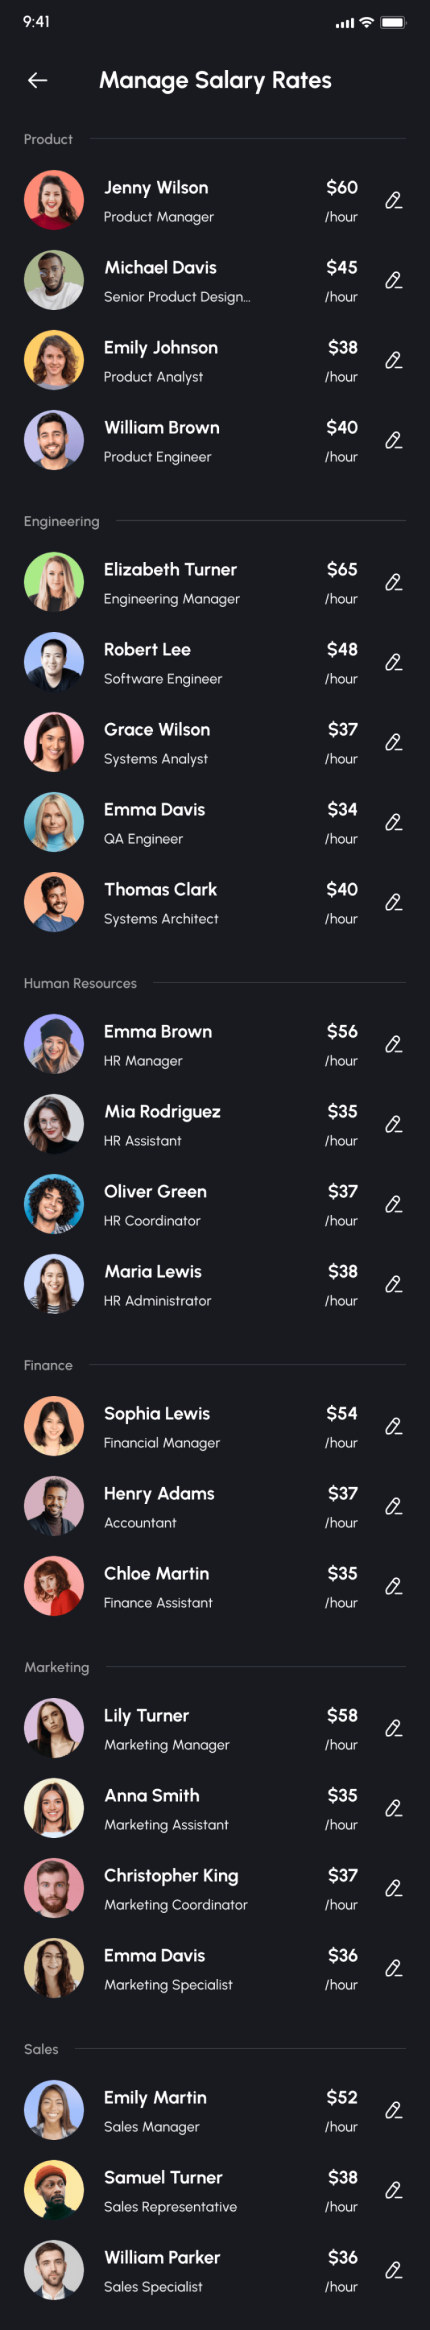 9:41
Manage Salary Rates
Product
Jenny Wilson $60
Product Manager /hour
Michael Davis $45
Senior Product Design... /hour
Emily Johnson $38
Product Analyst /hour
William Brown $40
Product Engineer /hour
Engineering
Elizabeth Turner $65
Engineering Manager /hour
Robert Lee $48
Software Engineer /hour
Grace Wilson $37
Systems Analyst /hour
Emma Davis $34
QA Engineer /hour
Thomas Clark $40
Systems Architect /hour
Human Resources
Emma Brown $56
HR Manager /hour
Mia Rodriguez $35
HR Assistant /hour
Oliver Green $37
HR Coordinator /hour
Maria Lewis $38
HR Administrator /hour
Finance
Sophia Lewis $54
Financial Manager /hour
Henry Adams $37
Accountant /hour
Chloe Martin $35
Finance Assistant /hour
Marketing
Lily Turner $58
Marketing Manager /hour
Anna Smith $35
Marketing Assistant /hour
Christopher King $37
Marketing Coordinator /hour
Emma Davis $36
Marketing Specialist /hour
Sales
Emily Martin $52
Sales Manager /hour
Samuel Turner $38
Sales Representative /hour
William Parker $36
Sales Specialist /hour